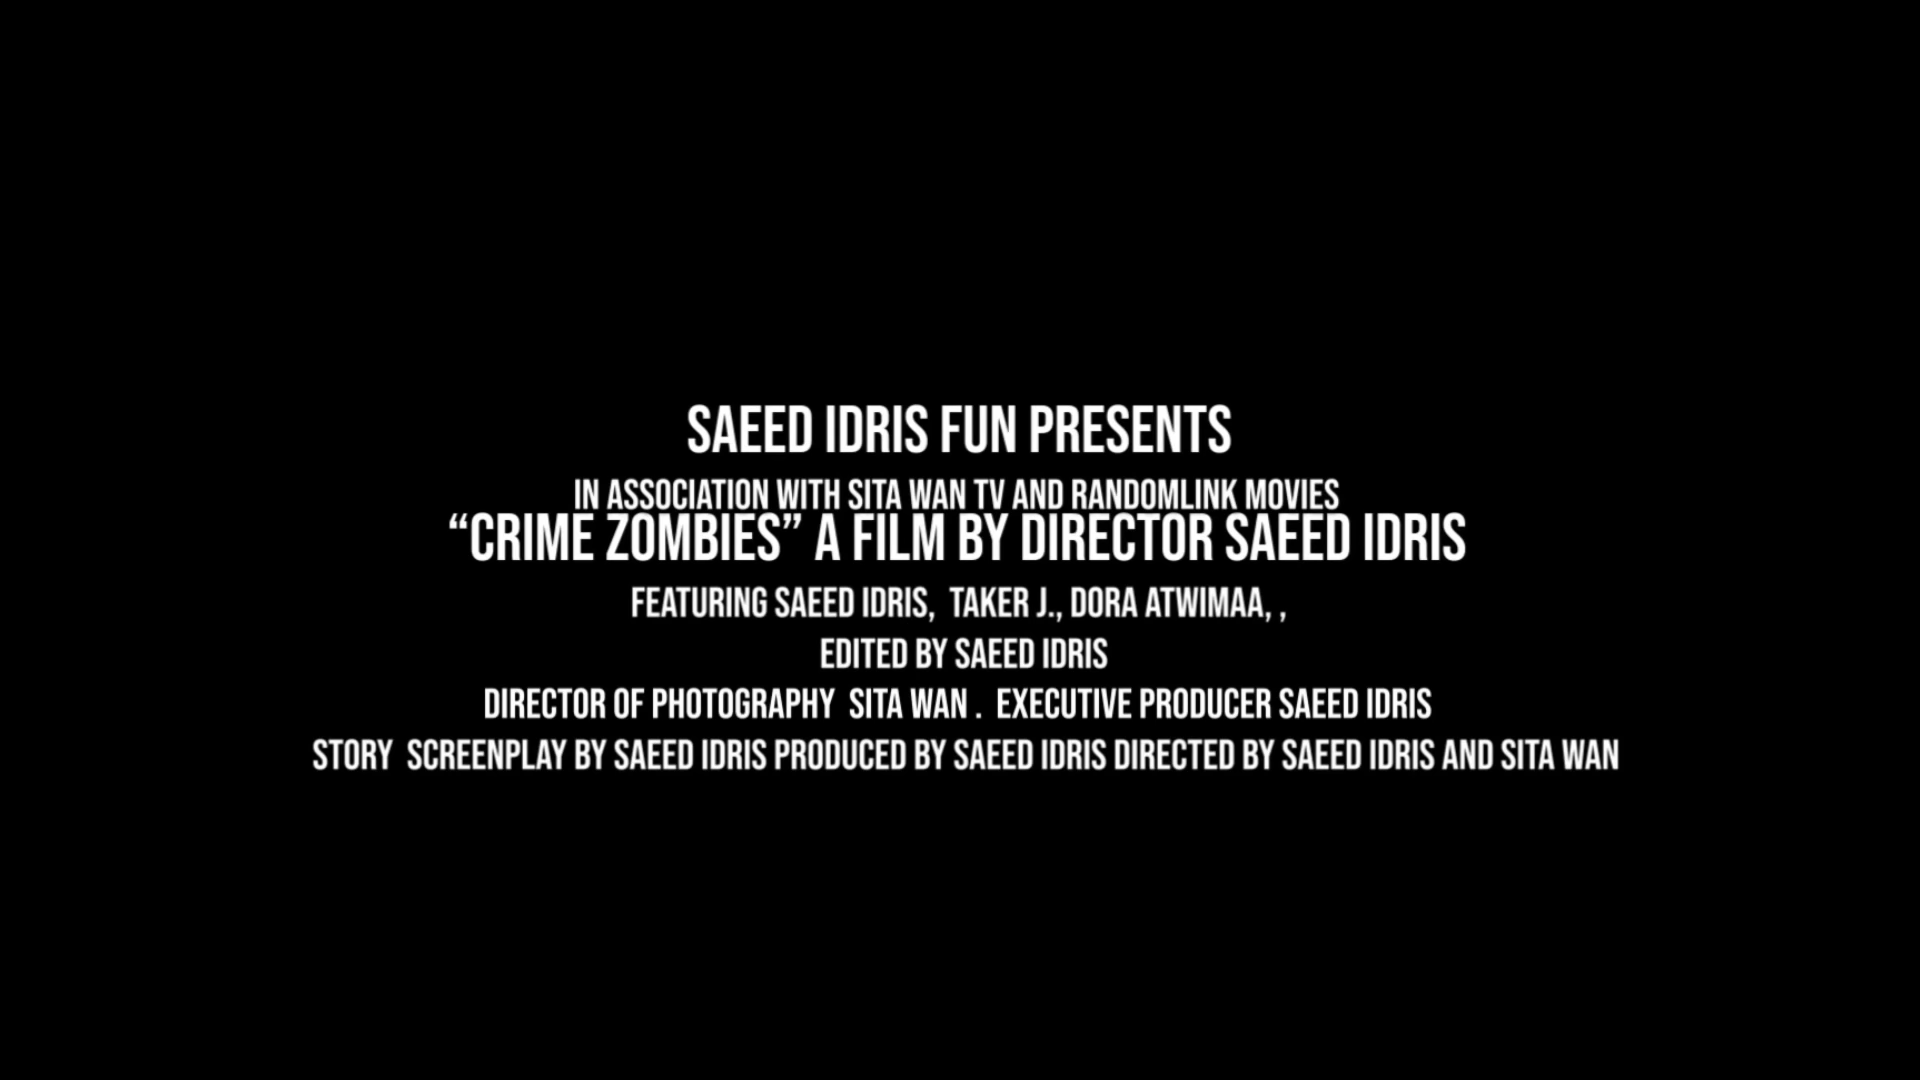 SAEED IDRIS FUN PRESENTS
IN ASSOCIATION WITH SITA WAN TV AND RANDOMLINK MOVIES
“CRIME ZOMBIES” A FILM BY DIRECTOR SAEED IDRIS
FEATURING SAEED IDRIS, TAKER J., DORA ATWIMAA, ,
EDITED BY SAEED IDRIS
DIRECTOR OF PHOTOGRAPHY SITA WAN . EXECUTIVE PRODUCER SAEED IDRIS
STORY SCREENPLAY BY SAEED IDRIS PRODUCED BY SAEED IDRIS DIRECTED BY SAEED IDRIS AND SITA WAN